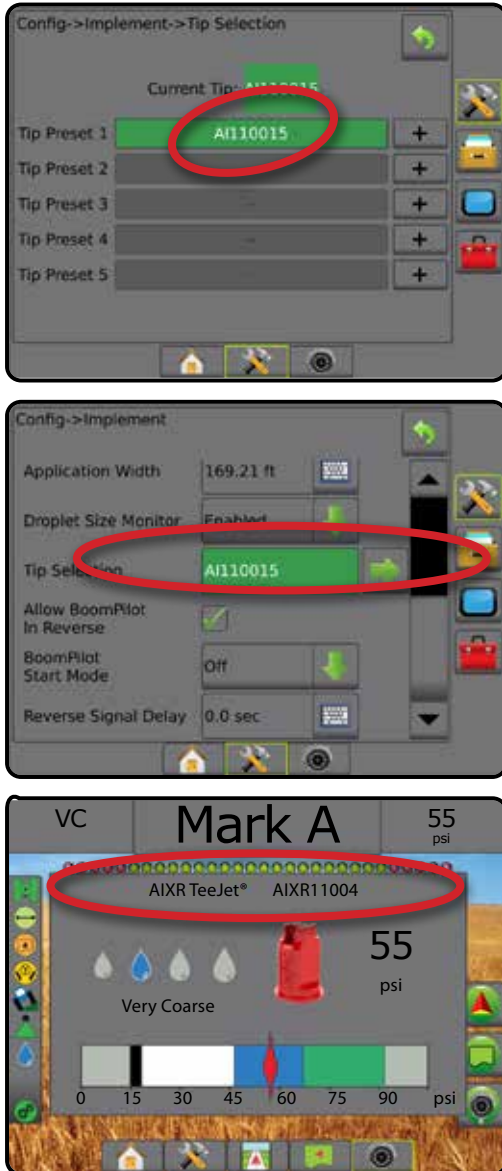 Config->Implement->Tip Selection
Current Tip: AI110015
Tip Preset 1 AI110015 +
Tip Preset 2 -- +
Tip Preset 3 -- +
Tip Preset 4 -- +
Tip Preset 5 -- +
Config->Implement
Application Width 169.21 ft
Droplet Size Monitor Enabled
Tip Selection AI110015
Allow BoomPilot
In Reverse
BoomPilot
Start Mode Off
Reverse Signal Delay 0.0 sec
VC Mark A 55
psi
AIXR TeeJet® AIXR11004
55
psi
Very Coarse
0 15 30 45 60 75 90 psi